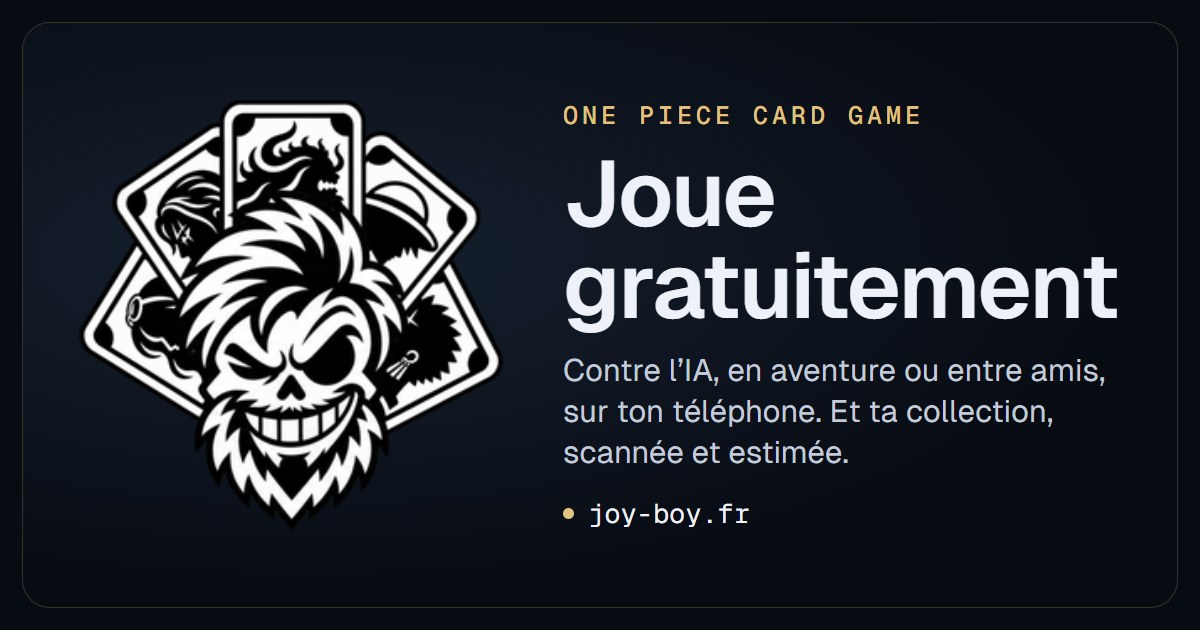 ONE PIECE CARD GAME
Joue
gratuitement
Contre l’IA, en aventure ou entre amis,
sur ton téléphone. Et ta collection,
scannée et estimée.
joy-boy.fr